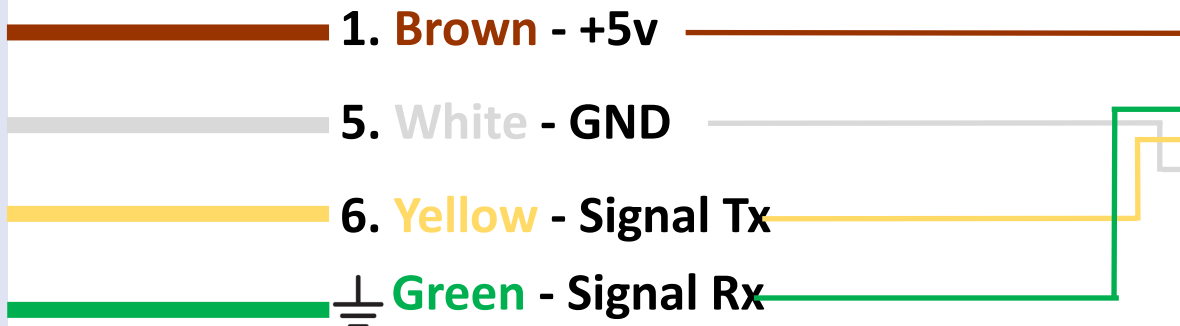 1. Brown - +5v
5. White - GND
6. Yellow - Signal Tx
Green - Signal Rx